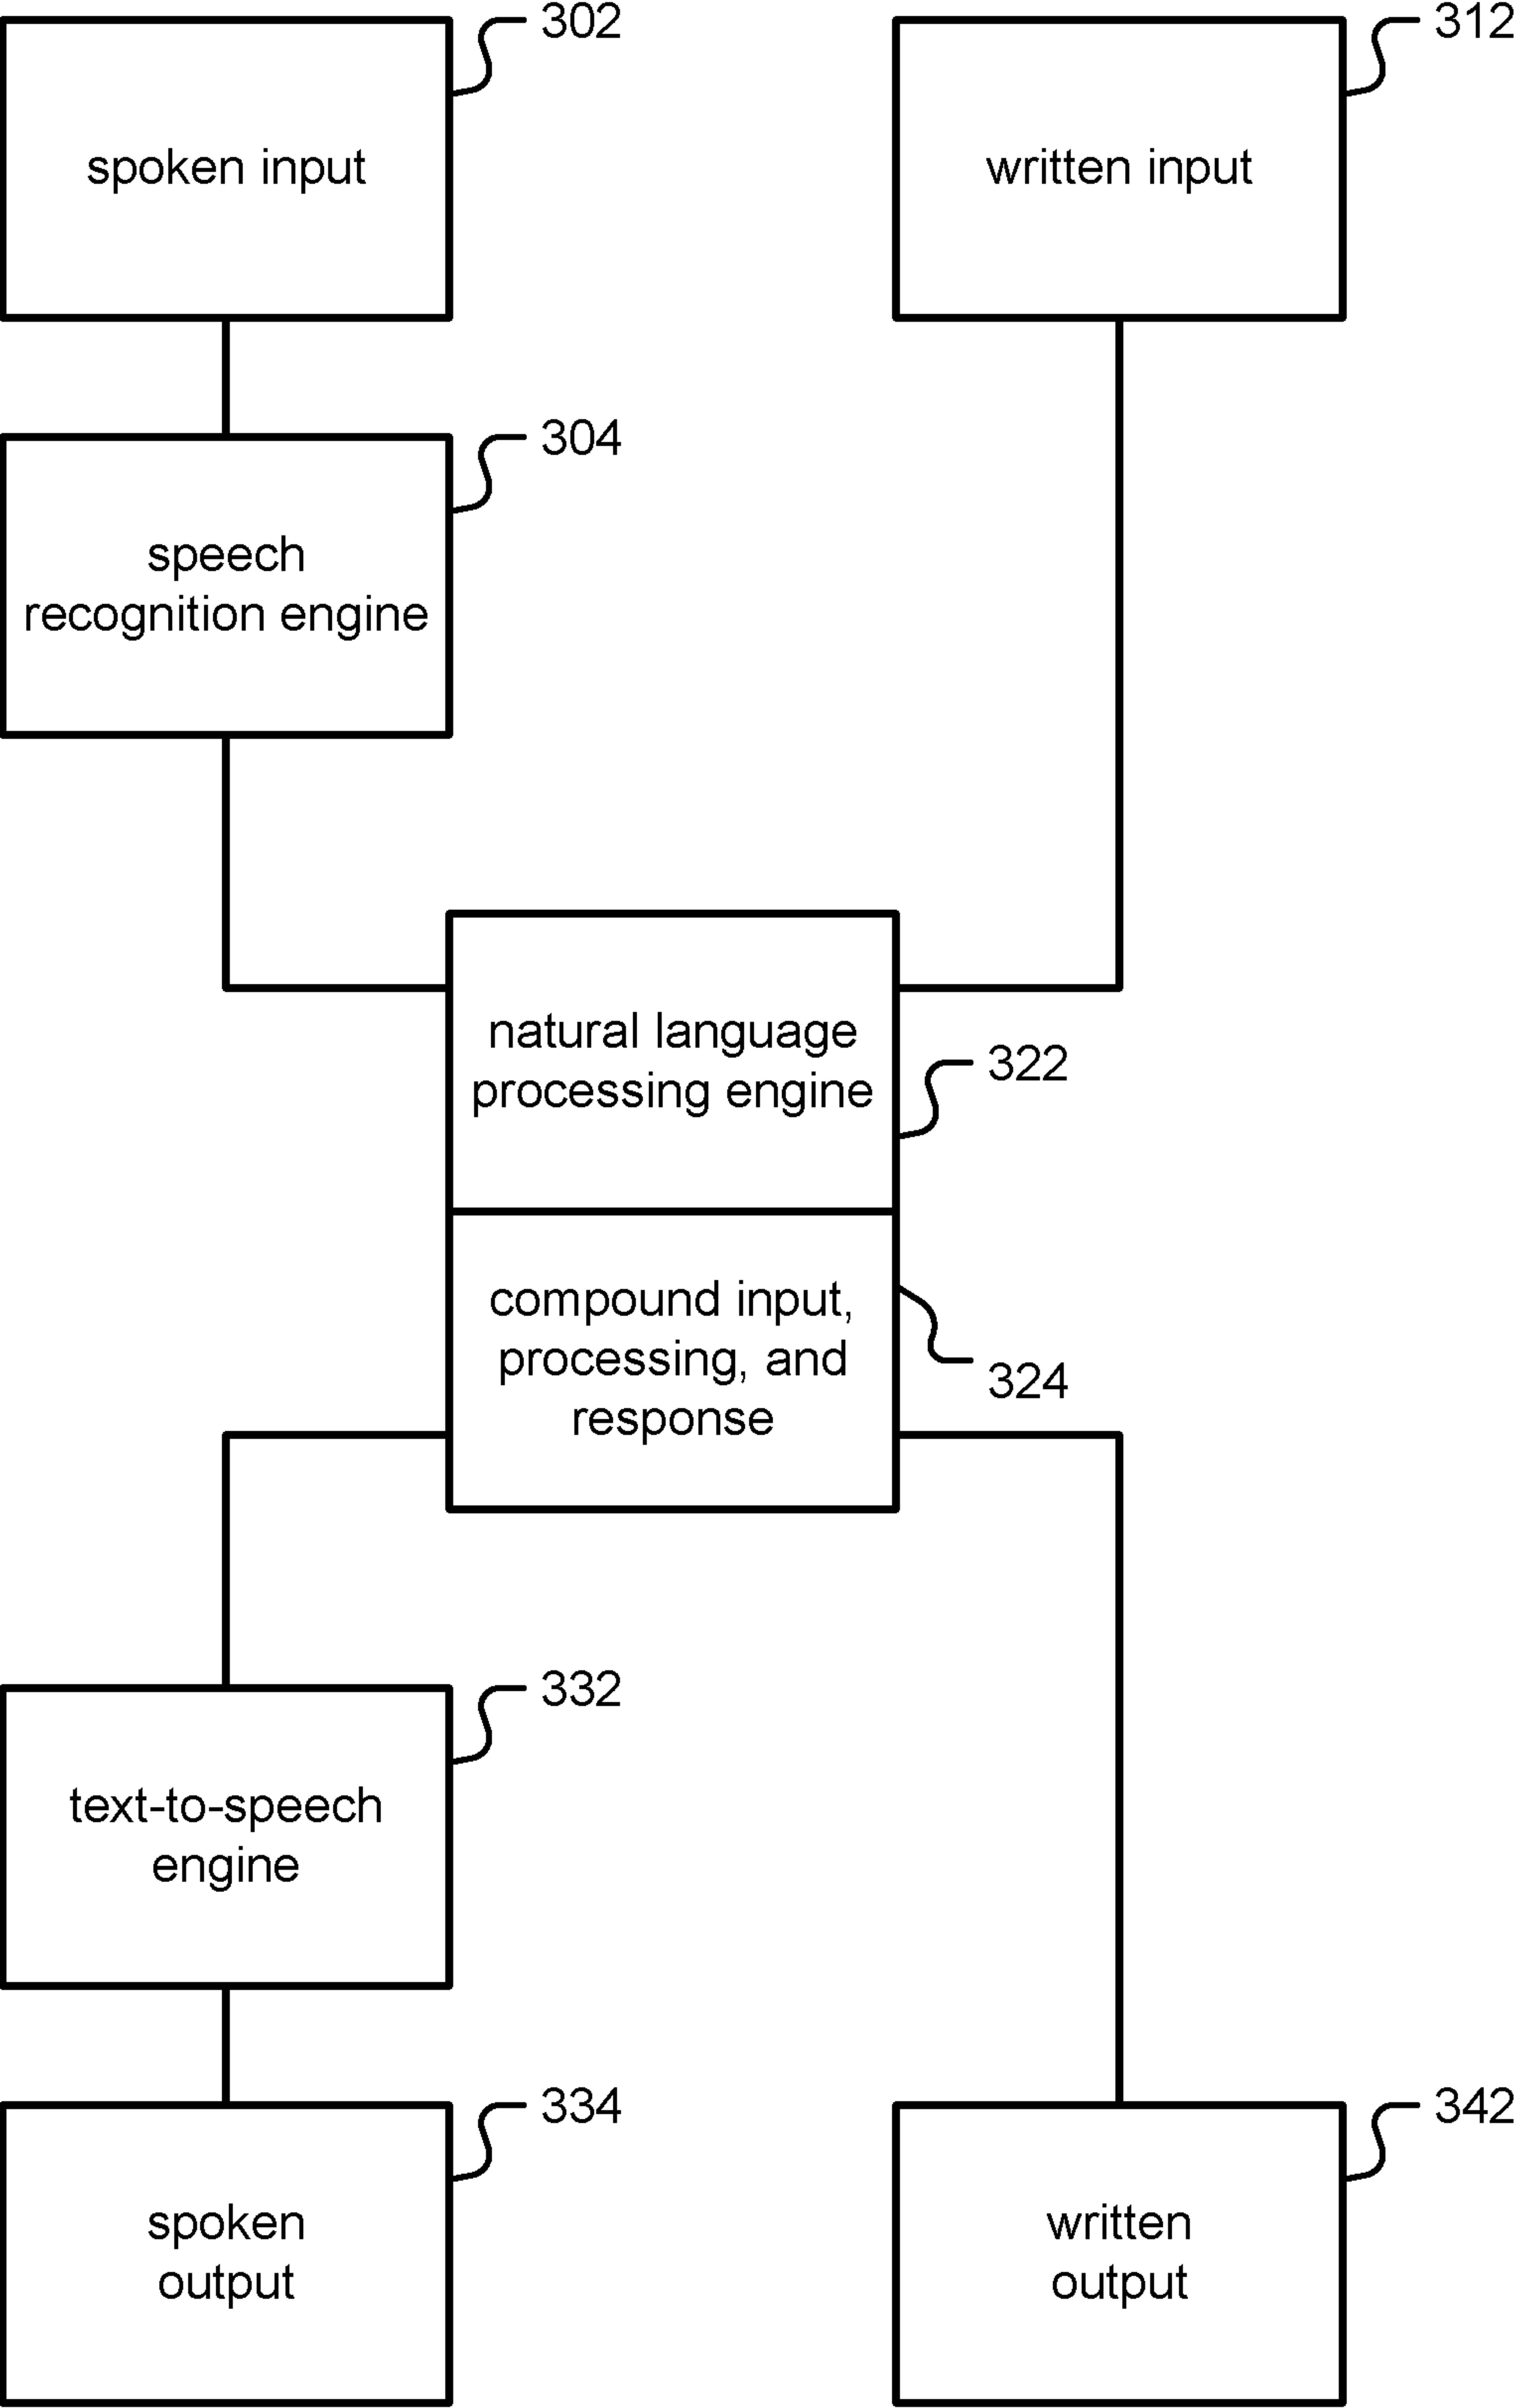 302
spoken input
312
written input
304
speech
recognition engine
natural language
processing engine
322
compound input,
processing, and
response
324
332
text-to-speech
engine
334
spoken
output
342
written
output